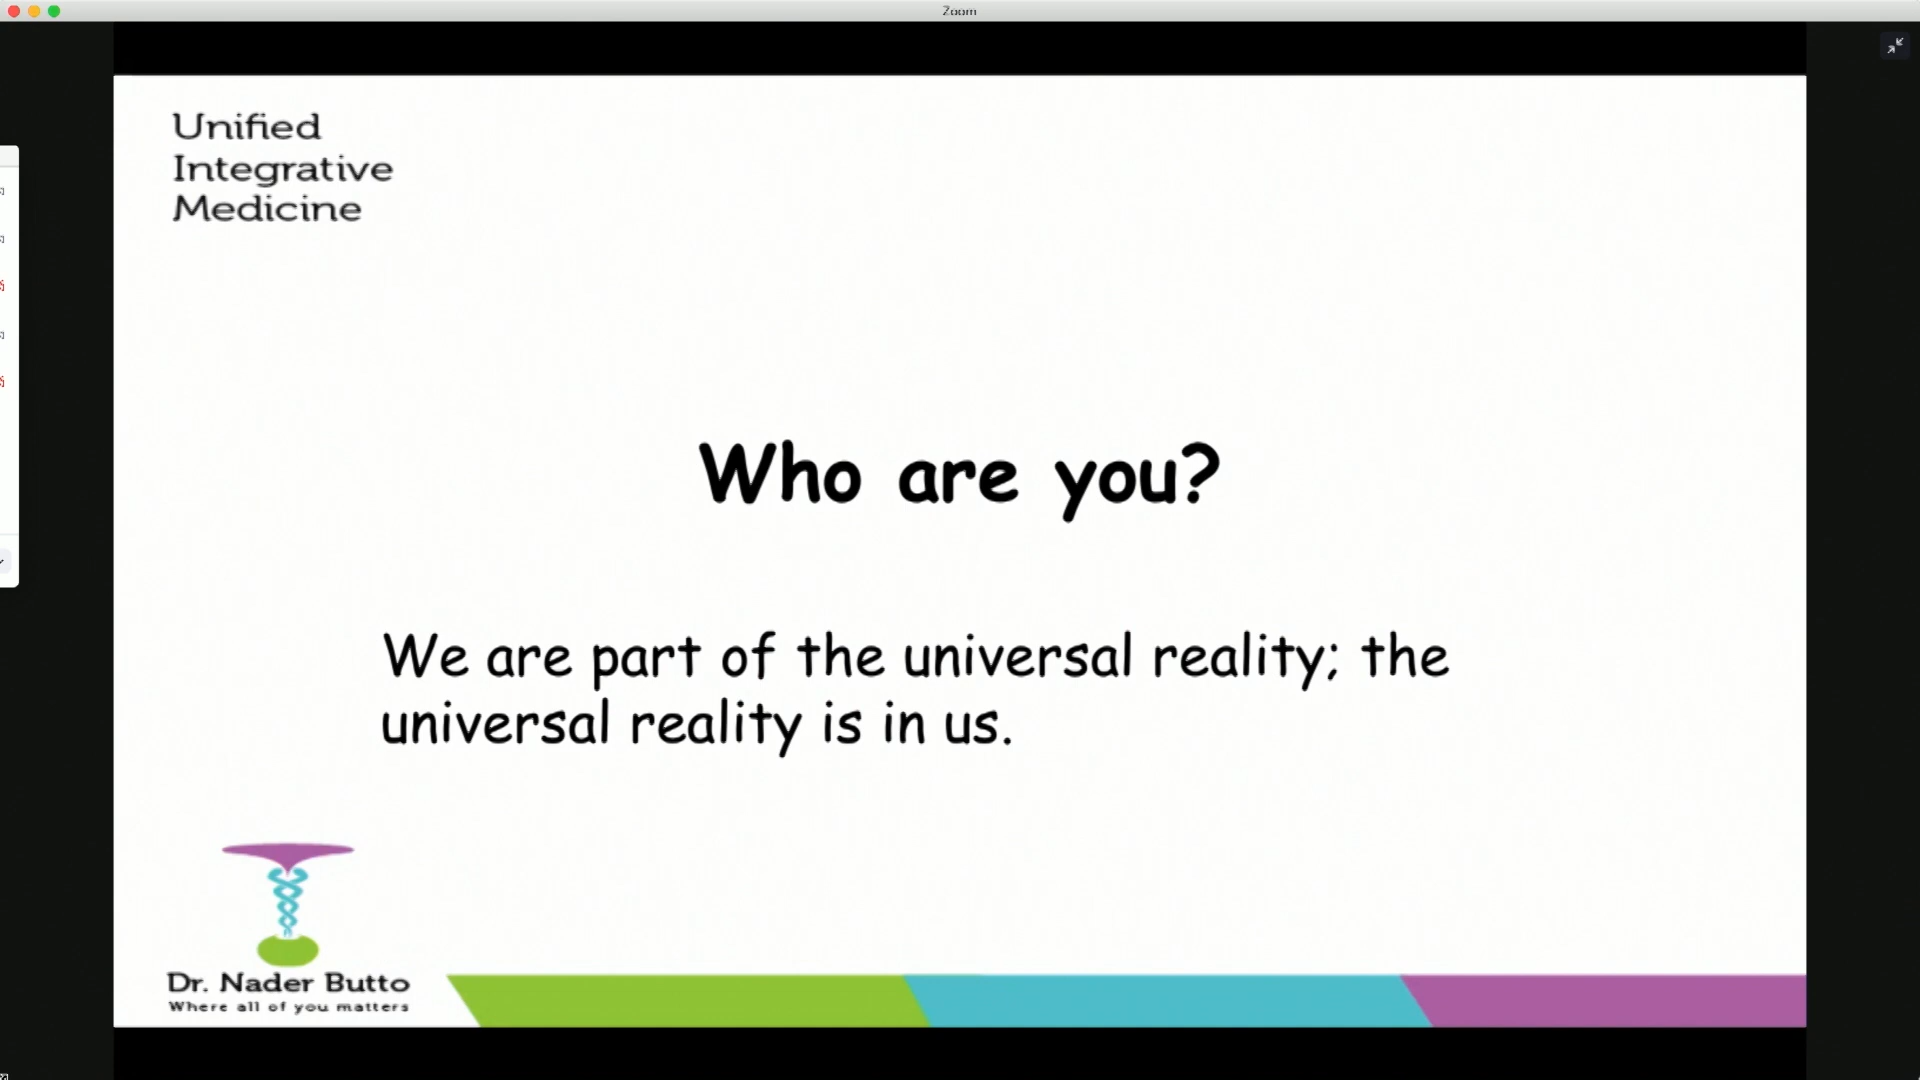 Zoom
Unified
Integrative
Medicine
Who are you?
We are part of the universal reality; the
universal reality is in us.
Dr. Nader Butto
Where all of you matters